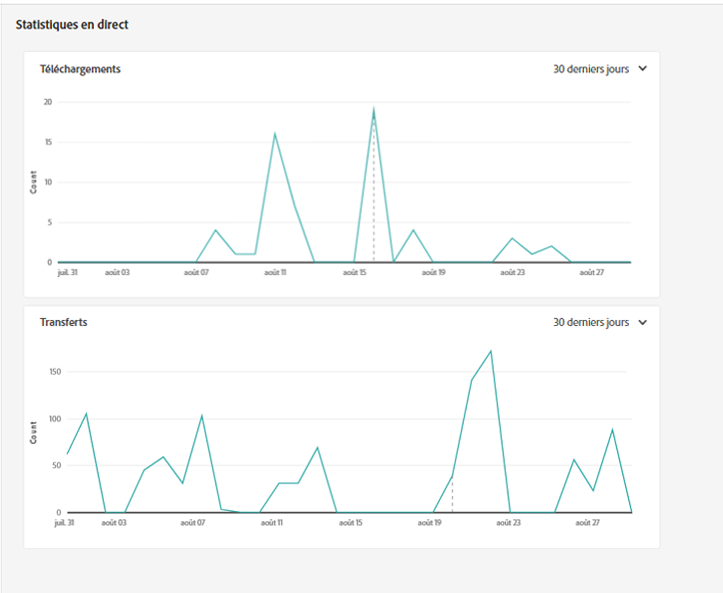 Statistiques en direct
Téléchargements
30 derniers jours
20
15
10
5
0
Count
juil. 31 août 03 août 07 août 11 août 15 août 19 août 23 août 27
Transferts
30 derniers jours
150
100
50
0
Count
juil. 31 août 03 août 07 août 11 août 15 août 19 août 23 août 27